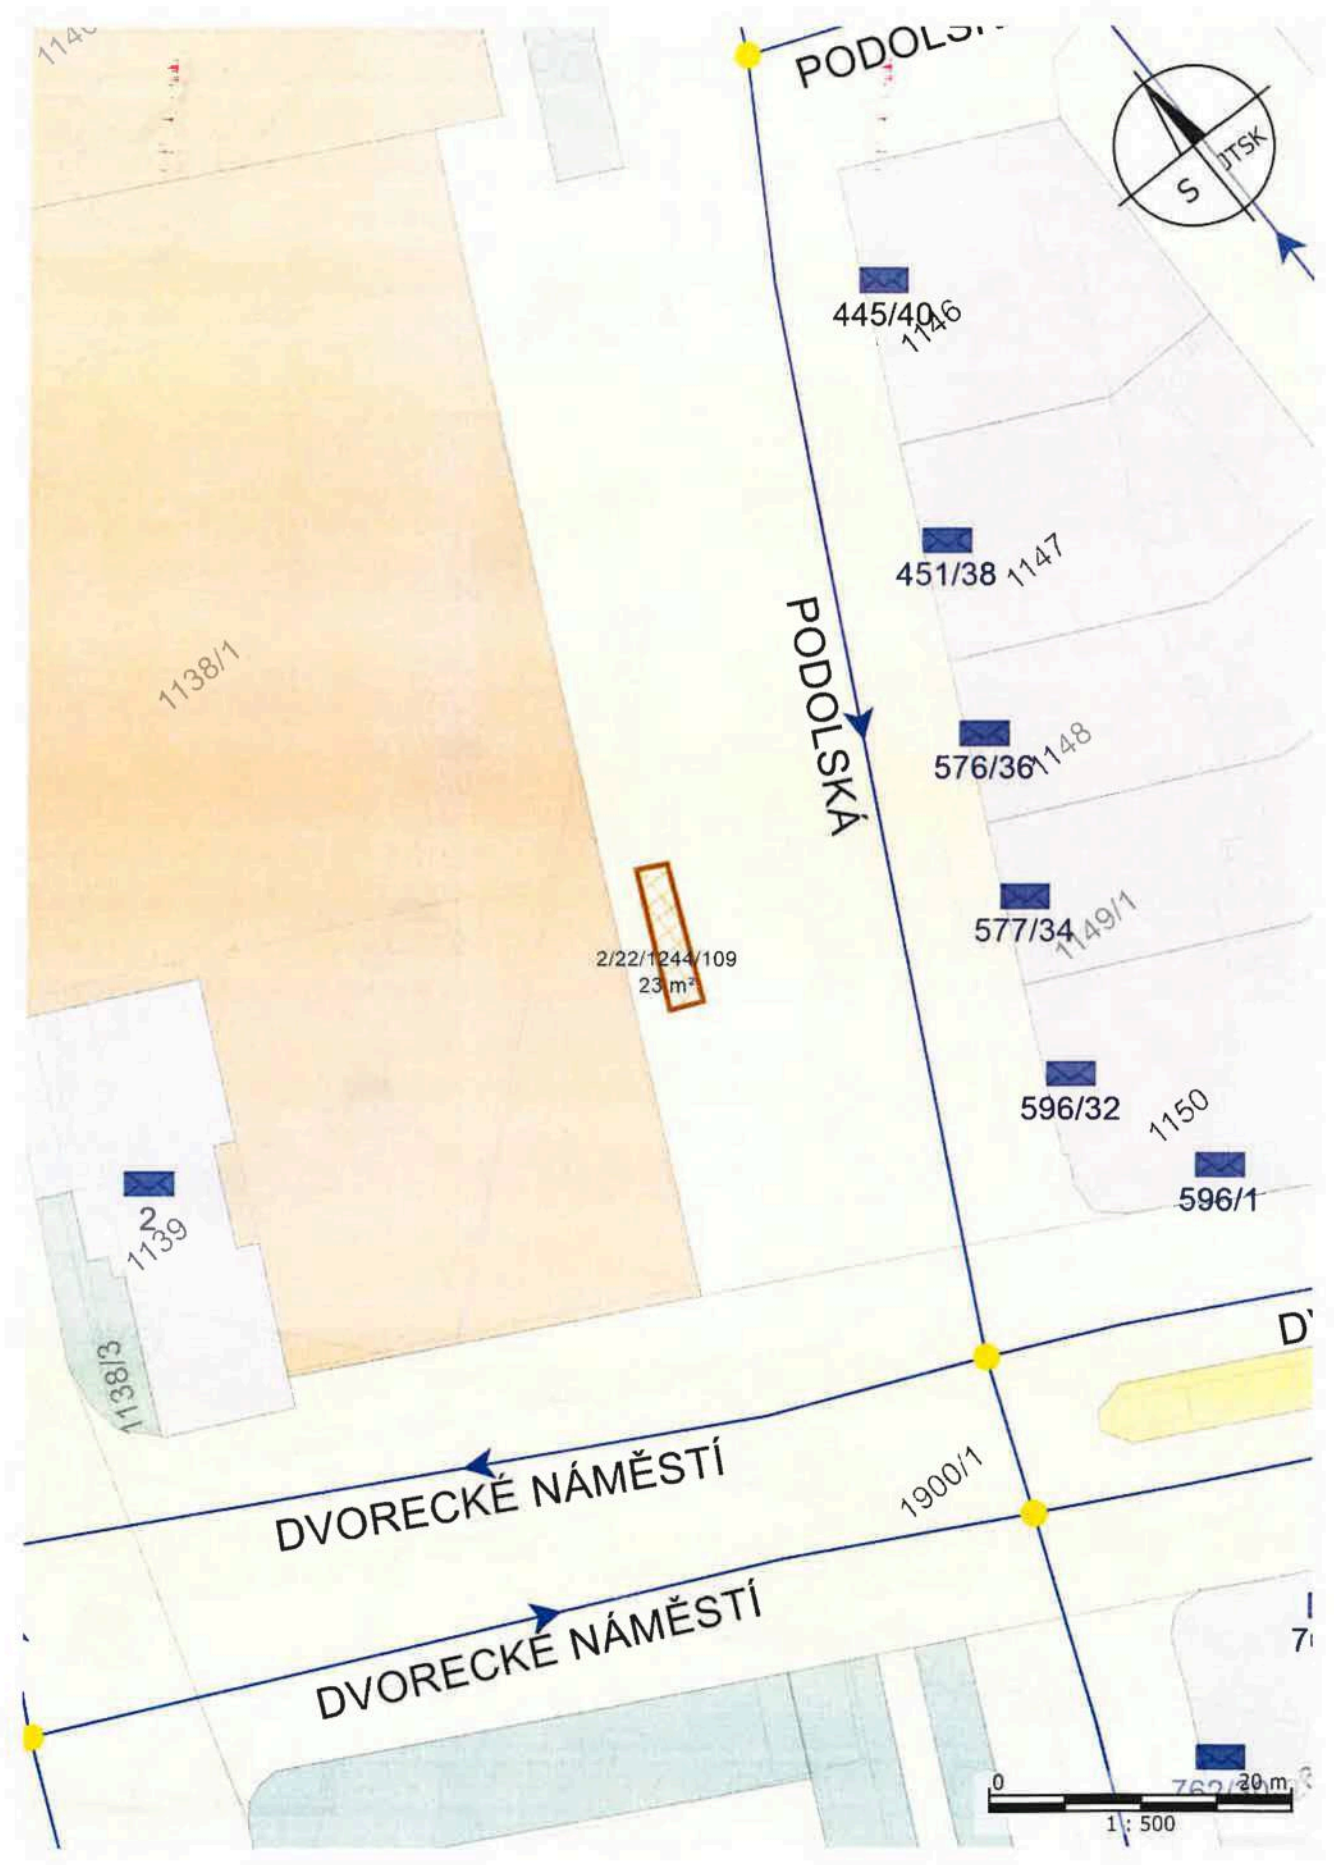 PODOLSK
JTSK
S
445/40
1146
451/38
1147
PODOLSKÁ
1138/1
576/36
1148
577/34
1149/1
2/22/1244/109
23 m²
596/32
1150
596/1
2
1139
1138/3
DVORECKÉ NÁMĚSTÍ
1900/1
DVORECKÉ NÁMĚSTÍ
0
20 m
1 : 500